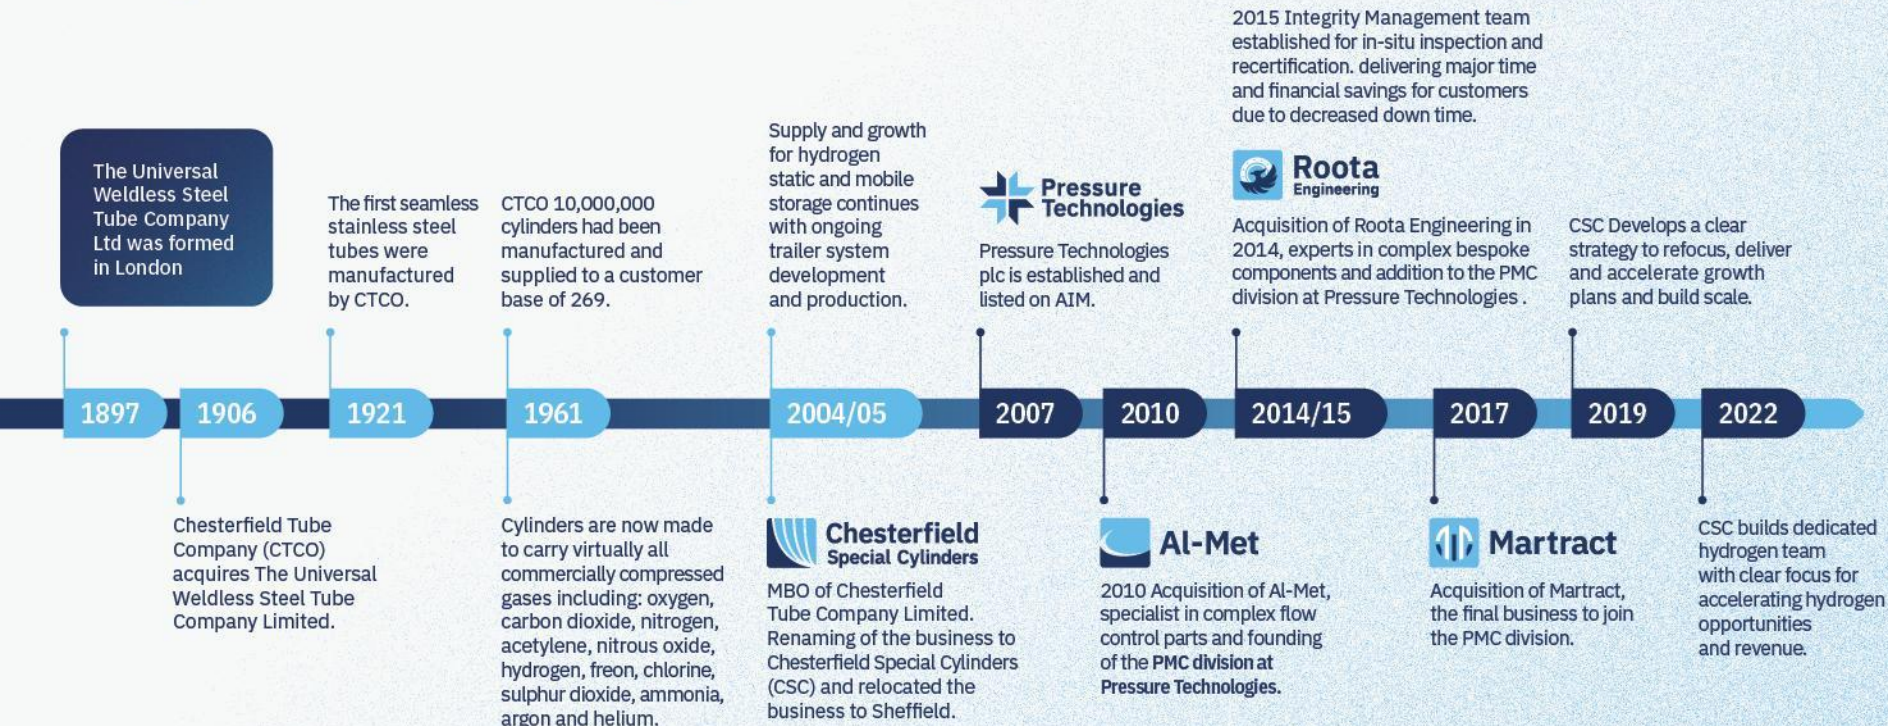 The Universal
Weldless Steel
Tube Company
Ltd was formed
in London
The first seamless
stainless steel
tubes were
manufactured
by CTCO.
CTCO 10,000,000
cylinders had been
manufactured and
supplied to a customer
base of 269.
Supply and growth
for hydrogen
static and mobile
storage continues
with ongoing
trailer system
development
and production.
Pressure
Technologies
Pressure Technologies
plc is established and
listed on AIM.
2015 Integrity Management team
established for in-situ inspection and
recertification. delivering major time
and financial savings for customers
due to decreased down time.
Roota
Engineering
Acquisition of Roota Engineering in
2014, experts in complex bespoke
components and addition to the PMC
division at Pressure Technologies .
CSC Develops a clear
strategy to refocus, deliver
and accelerate growth
plans and build scale.
1897
1906
1921
1961
2004/05
2007
2010
2014/15
2017
2019
2022
Chesterfield Tube
Company (CTCO)
acquires The Universal
Weldless Steel Tube
Company Limited.
Cylinders are now made
to carry virtually all
commercially compressed
gases including: oxygen,
carbon dioxide, nitrogen,
acetylene, nitrous oxide,
hydrogen, freon, chlorine,
sulphur dioxide, ammonia,
argon and helium.
Chesterfield
Special Cylinders
MBO of Chesterfield
Tube Company Limited.
Renaming of the business to
Chesterfield Special Cylinders
(CSC) and relocated the
business to Sheffield.
Al-Met
2010 Acquisition of Al-Met,
specialist in complex flow
control parts and founding
of the PMC division at
Pressure Technologies.
Martract
Acquisition of Martract,
the final business to join
the PMC division.
CSC builds dedicated
hydrogen team
with clear focus for
accelerating hydrogen
opportunities
and revenue.